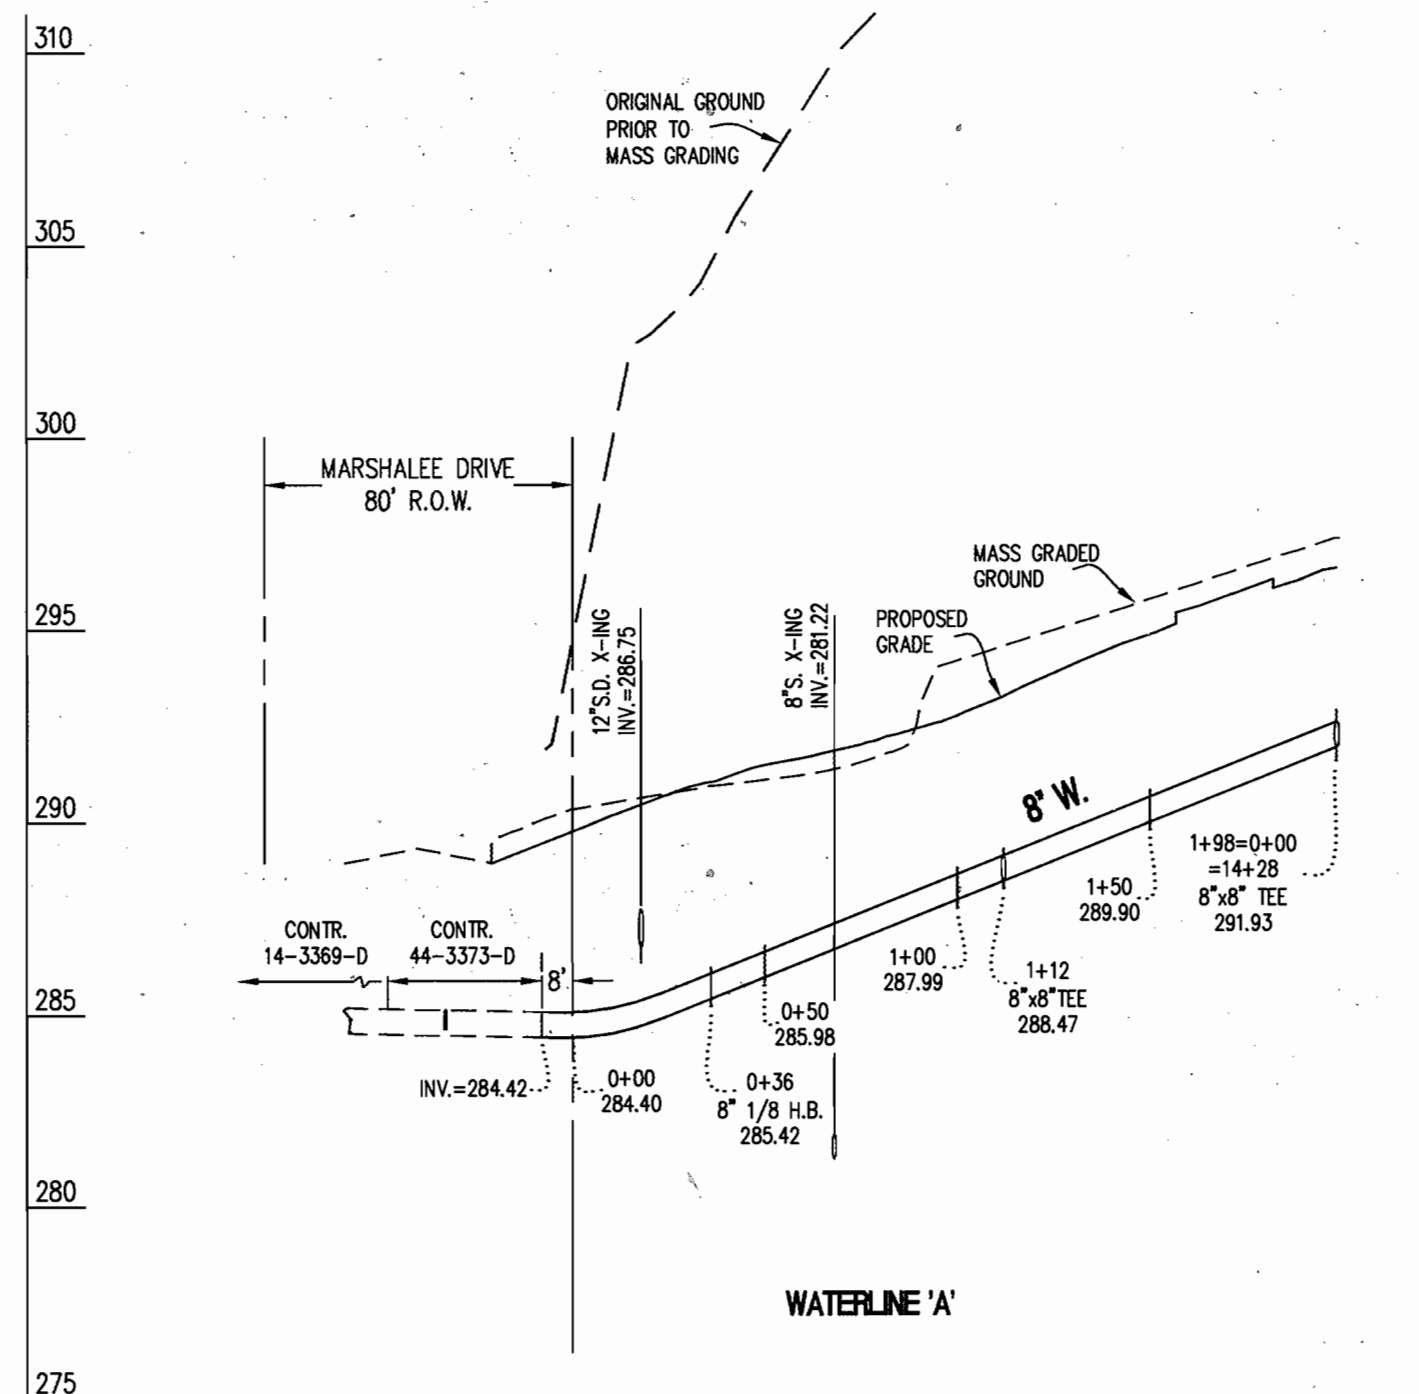 310
ORIGINAL GROUND
PRIOR TO
MASS GRADING
305
300
MARSHALEE DRIVE
80' R.O.W.
MASS GRADED
GROUND
295
12"S.D. X-ING
INV.=286.75
8"S. X-ING
INV.=281.22
PROPOSED
GRADE
290
8" W.
1+98=0+00
=14+28
8"x8" TEE
291.93
1+50
289.90
CONTR.
14-3369-D
CONTR.
44-3373-D
8'
1+00
287.99
1+12
8"x8"TEE
288.47
285
0+50
285.98
INV.=284.42
0+00
284.40
0+36
8" 1/8 H.B.
285.42
280
WATERLINE 'A'
275